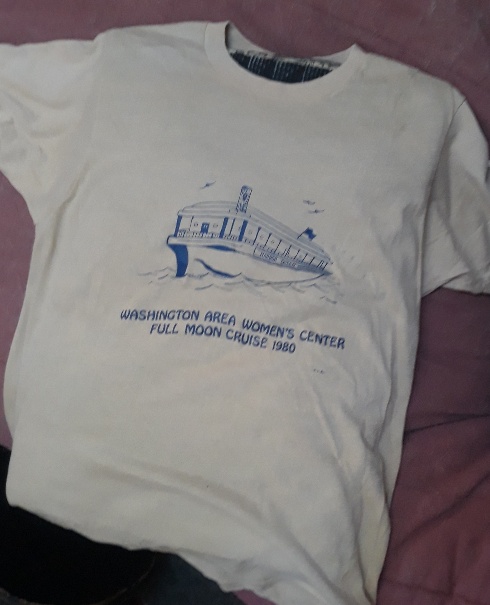 WASHINGTON AREA WOMEN'S CENTER
FULL MOON CRUISE 1980